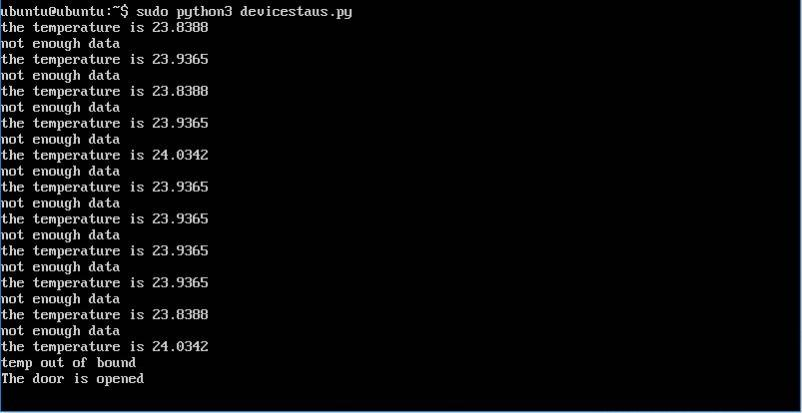 ubuntu@ubuntu:~$ sudo python3 devicestaus.py
the temperature is 23.8388
not enough data
the temperature is 23.9365
not enough data
the temperature is 23.8388
not enough data
the temperature is 23.9365
not enough data
the temperature is 24.0342
not enough data
the temperature is 23.9365
not enough data
the temperature is 23.9365
not enough data
the temperature is 23.9365
not enough data
the temperature is 23.9365
not enough data
the temperature is 23.8388
not enough data
the temperature is 24.0342
temp out of bound
The door is opened